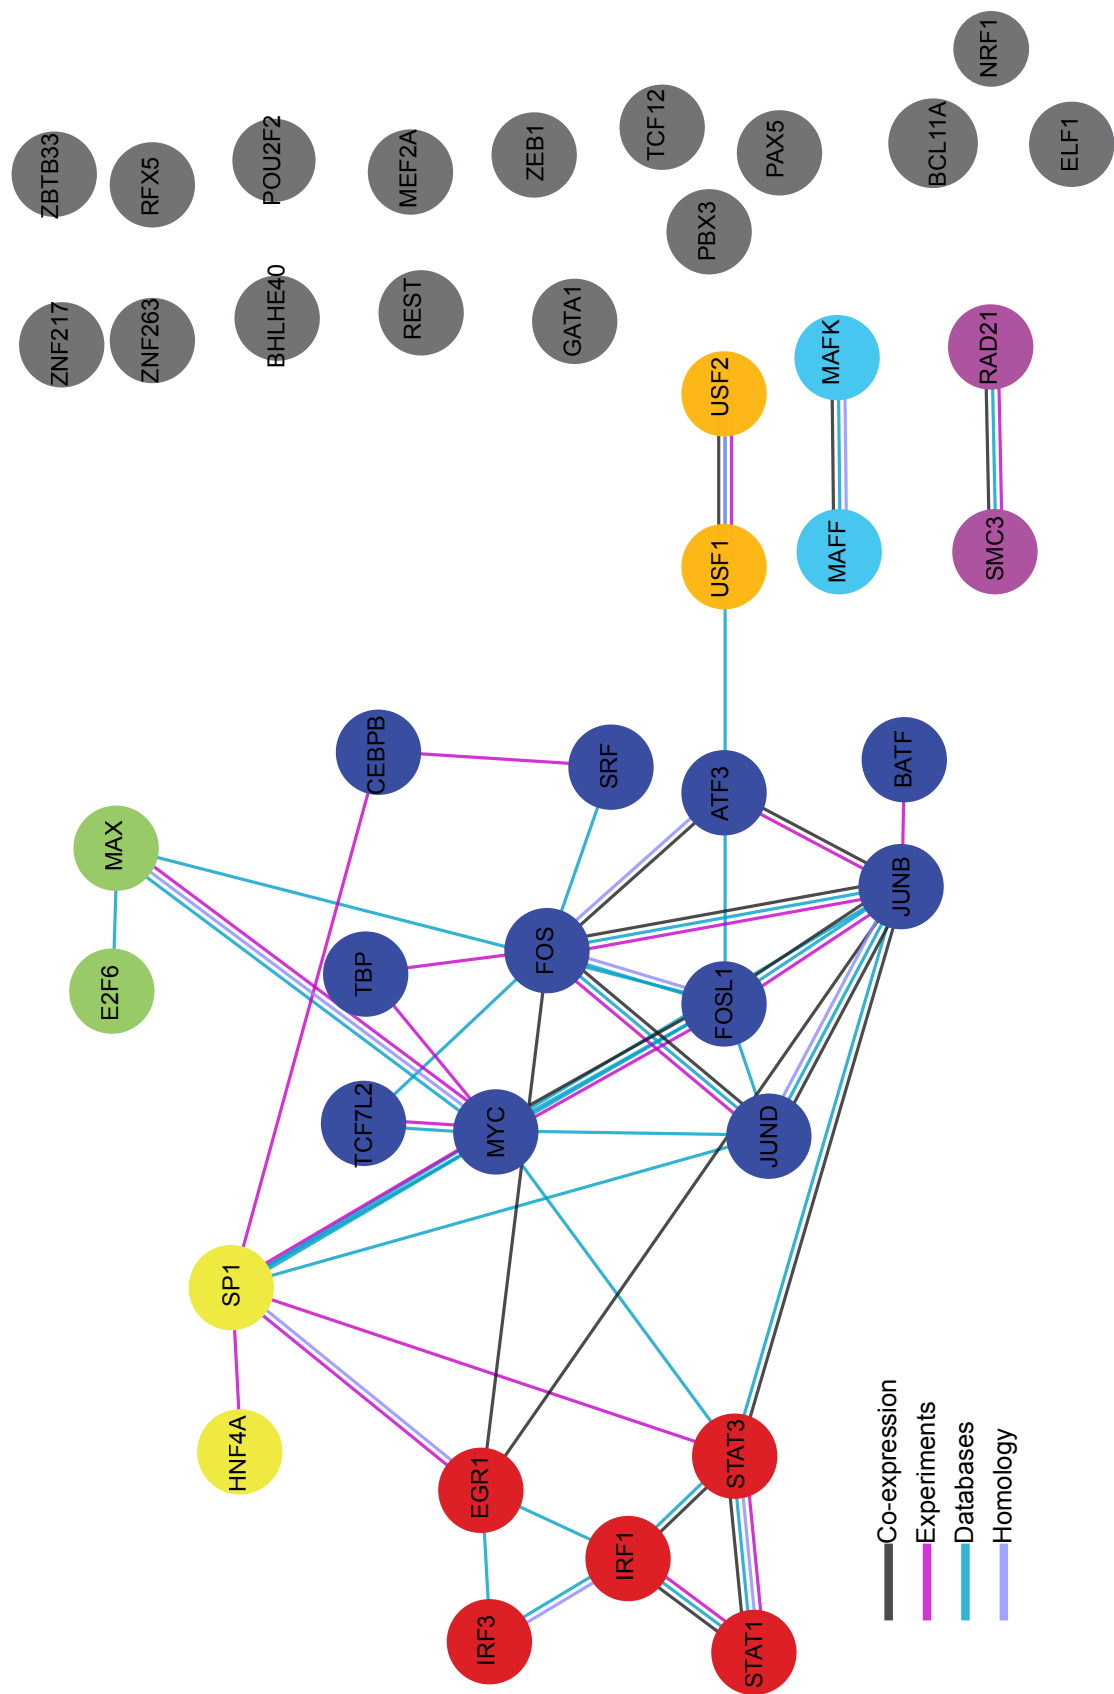 ZBTB33
RFX5
POU2F2
MEF2A
ZEB1
TCF12
PAX5
PBX3
BCL11A
NRF1
ELF1
ZNF217
ZNF263
BHLHE40
REST
GATA1
USF2
USF1
MAFK
MAFF
RAD21
SMC3
MAX
E2F6
CEBPB
SRF
ATF3
BATF
JUNB
TBP
FOS
FOSL1
TCF7L2
MYC
JUND
SP1
HNF4A
EGR1
STAT3
IRF1
IRF3
STAT1
Co-expression
Experiments
Databases
Homology